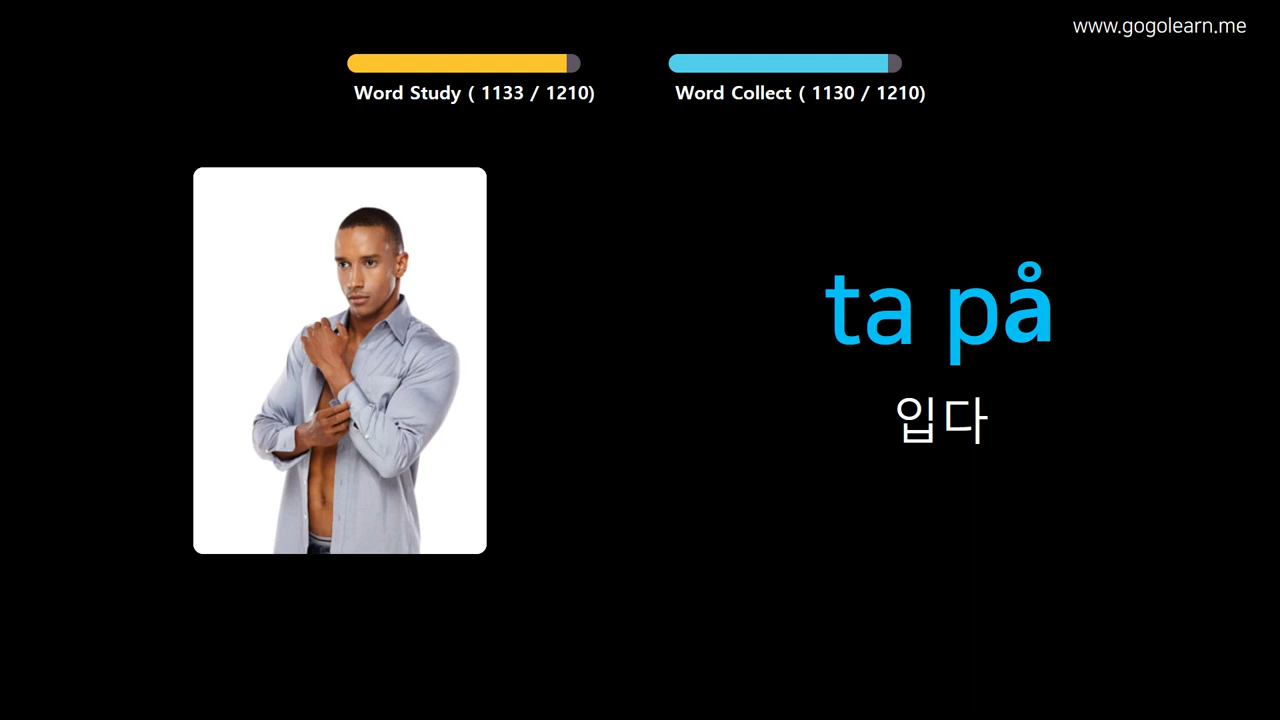 www.gogolearn.me
Word Study ( 1133 / 1210)
Word Collect ( 1130 / 1210)
ta på
입다